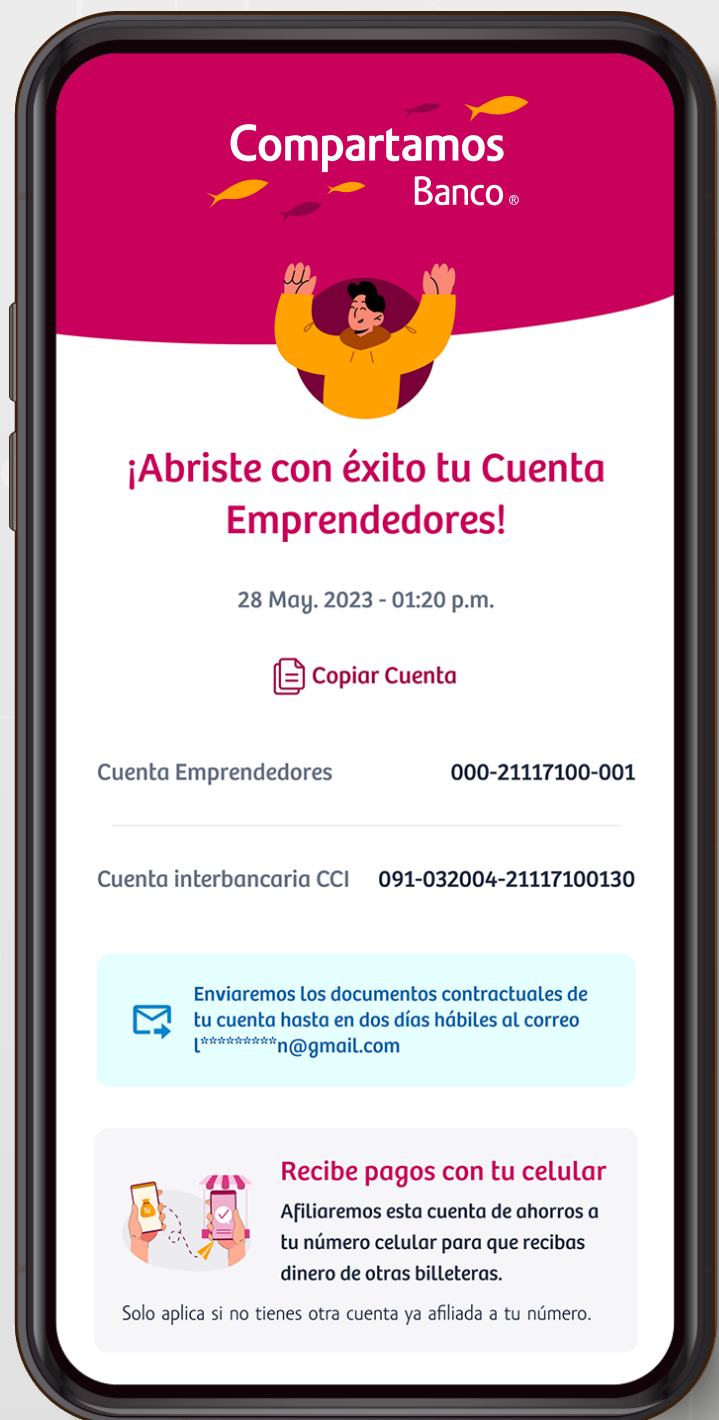 Compartamos
Banco®
¡Abriste con éxito tu Cuenta
Emprendedores!
28 May. 2023 - 01:20 p.m.
Copiar Cuenta
Cuenta Emprendedores 000-21117100-001
Cuenta interbancaria CCI 091-032004-21117100130
Enviaremos los documentos contractuales de
tu cuenta hasta en dos días hábiles al correo
l*********n@gmail.com
Recibe pagos con tu celular
Afiliaremos esta cuenta de ahorros a
tu número celular para que recibas
dinero de otras billeteras.
Solo aplica si no tienes otra cuenta ya afiliada a tu número.